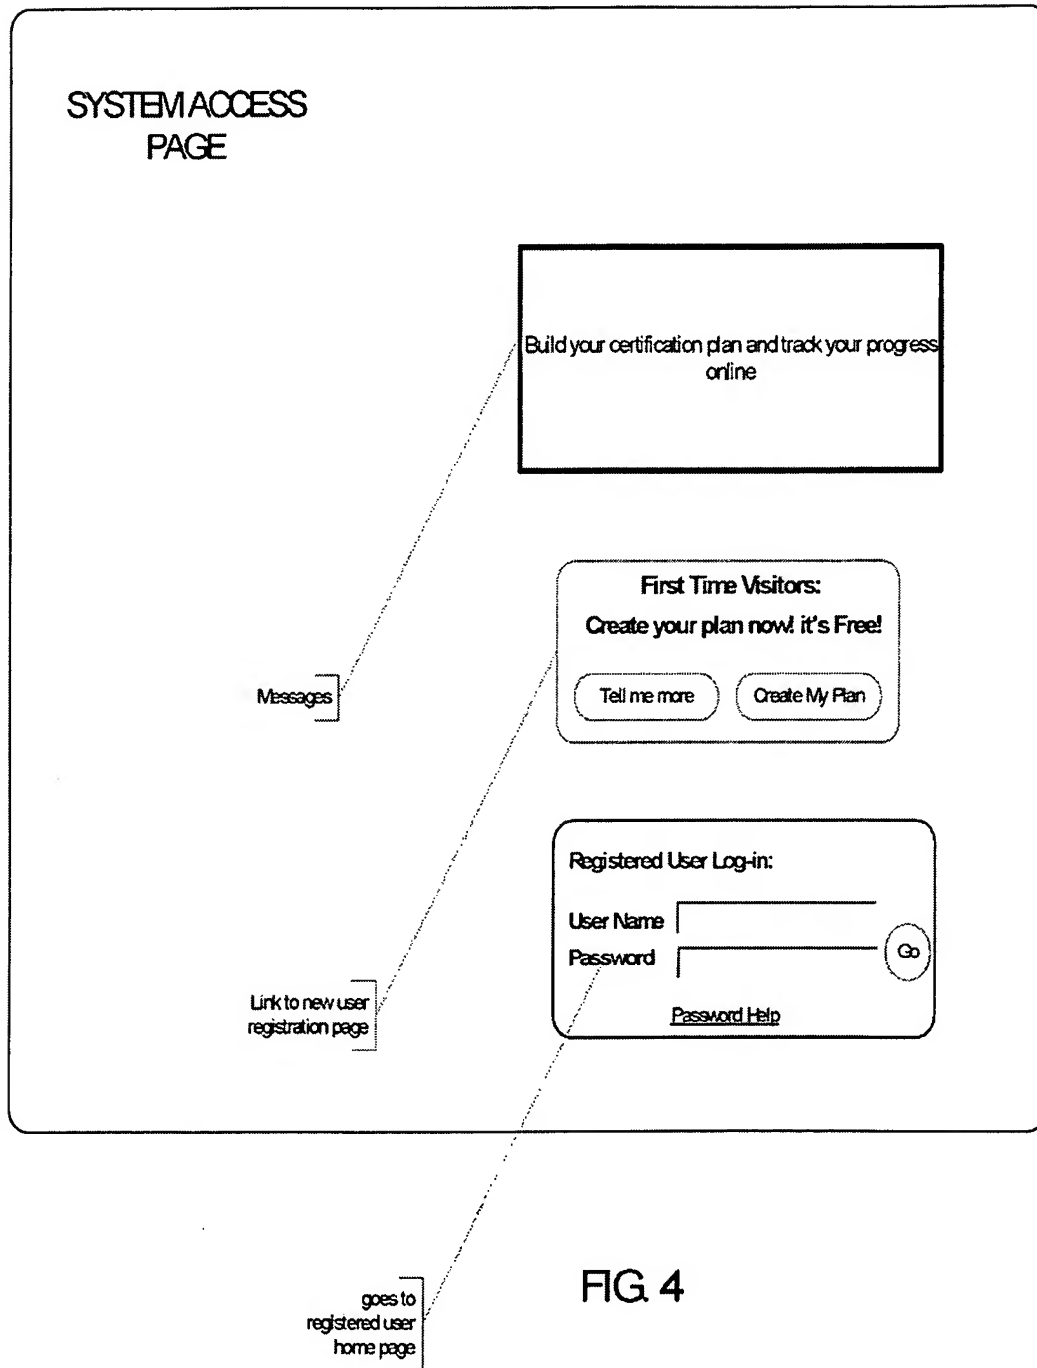 SYSTEM ACCESS
PAGE
Build your certification plan and track your progress
online
First Time Visitors:
Create your plan now! it's Free!
Messages
Tell me more
Create My Plan
Registered User Log-in:
User Name
Password
Go
Password Help
Link to new user
registration page
FIG. 4
goes to
registered user
home page